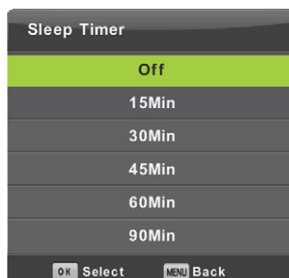 Sleep Timer
Off
15Min
30Min
45Min
60Min
90Min
OK Select MENU Back